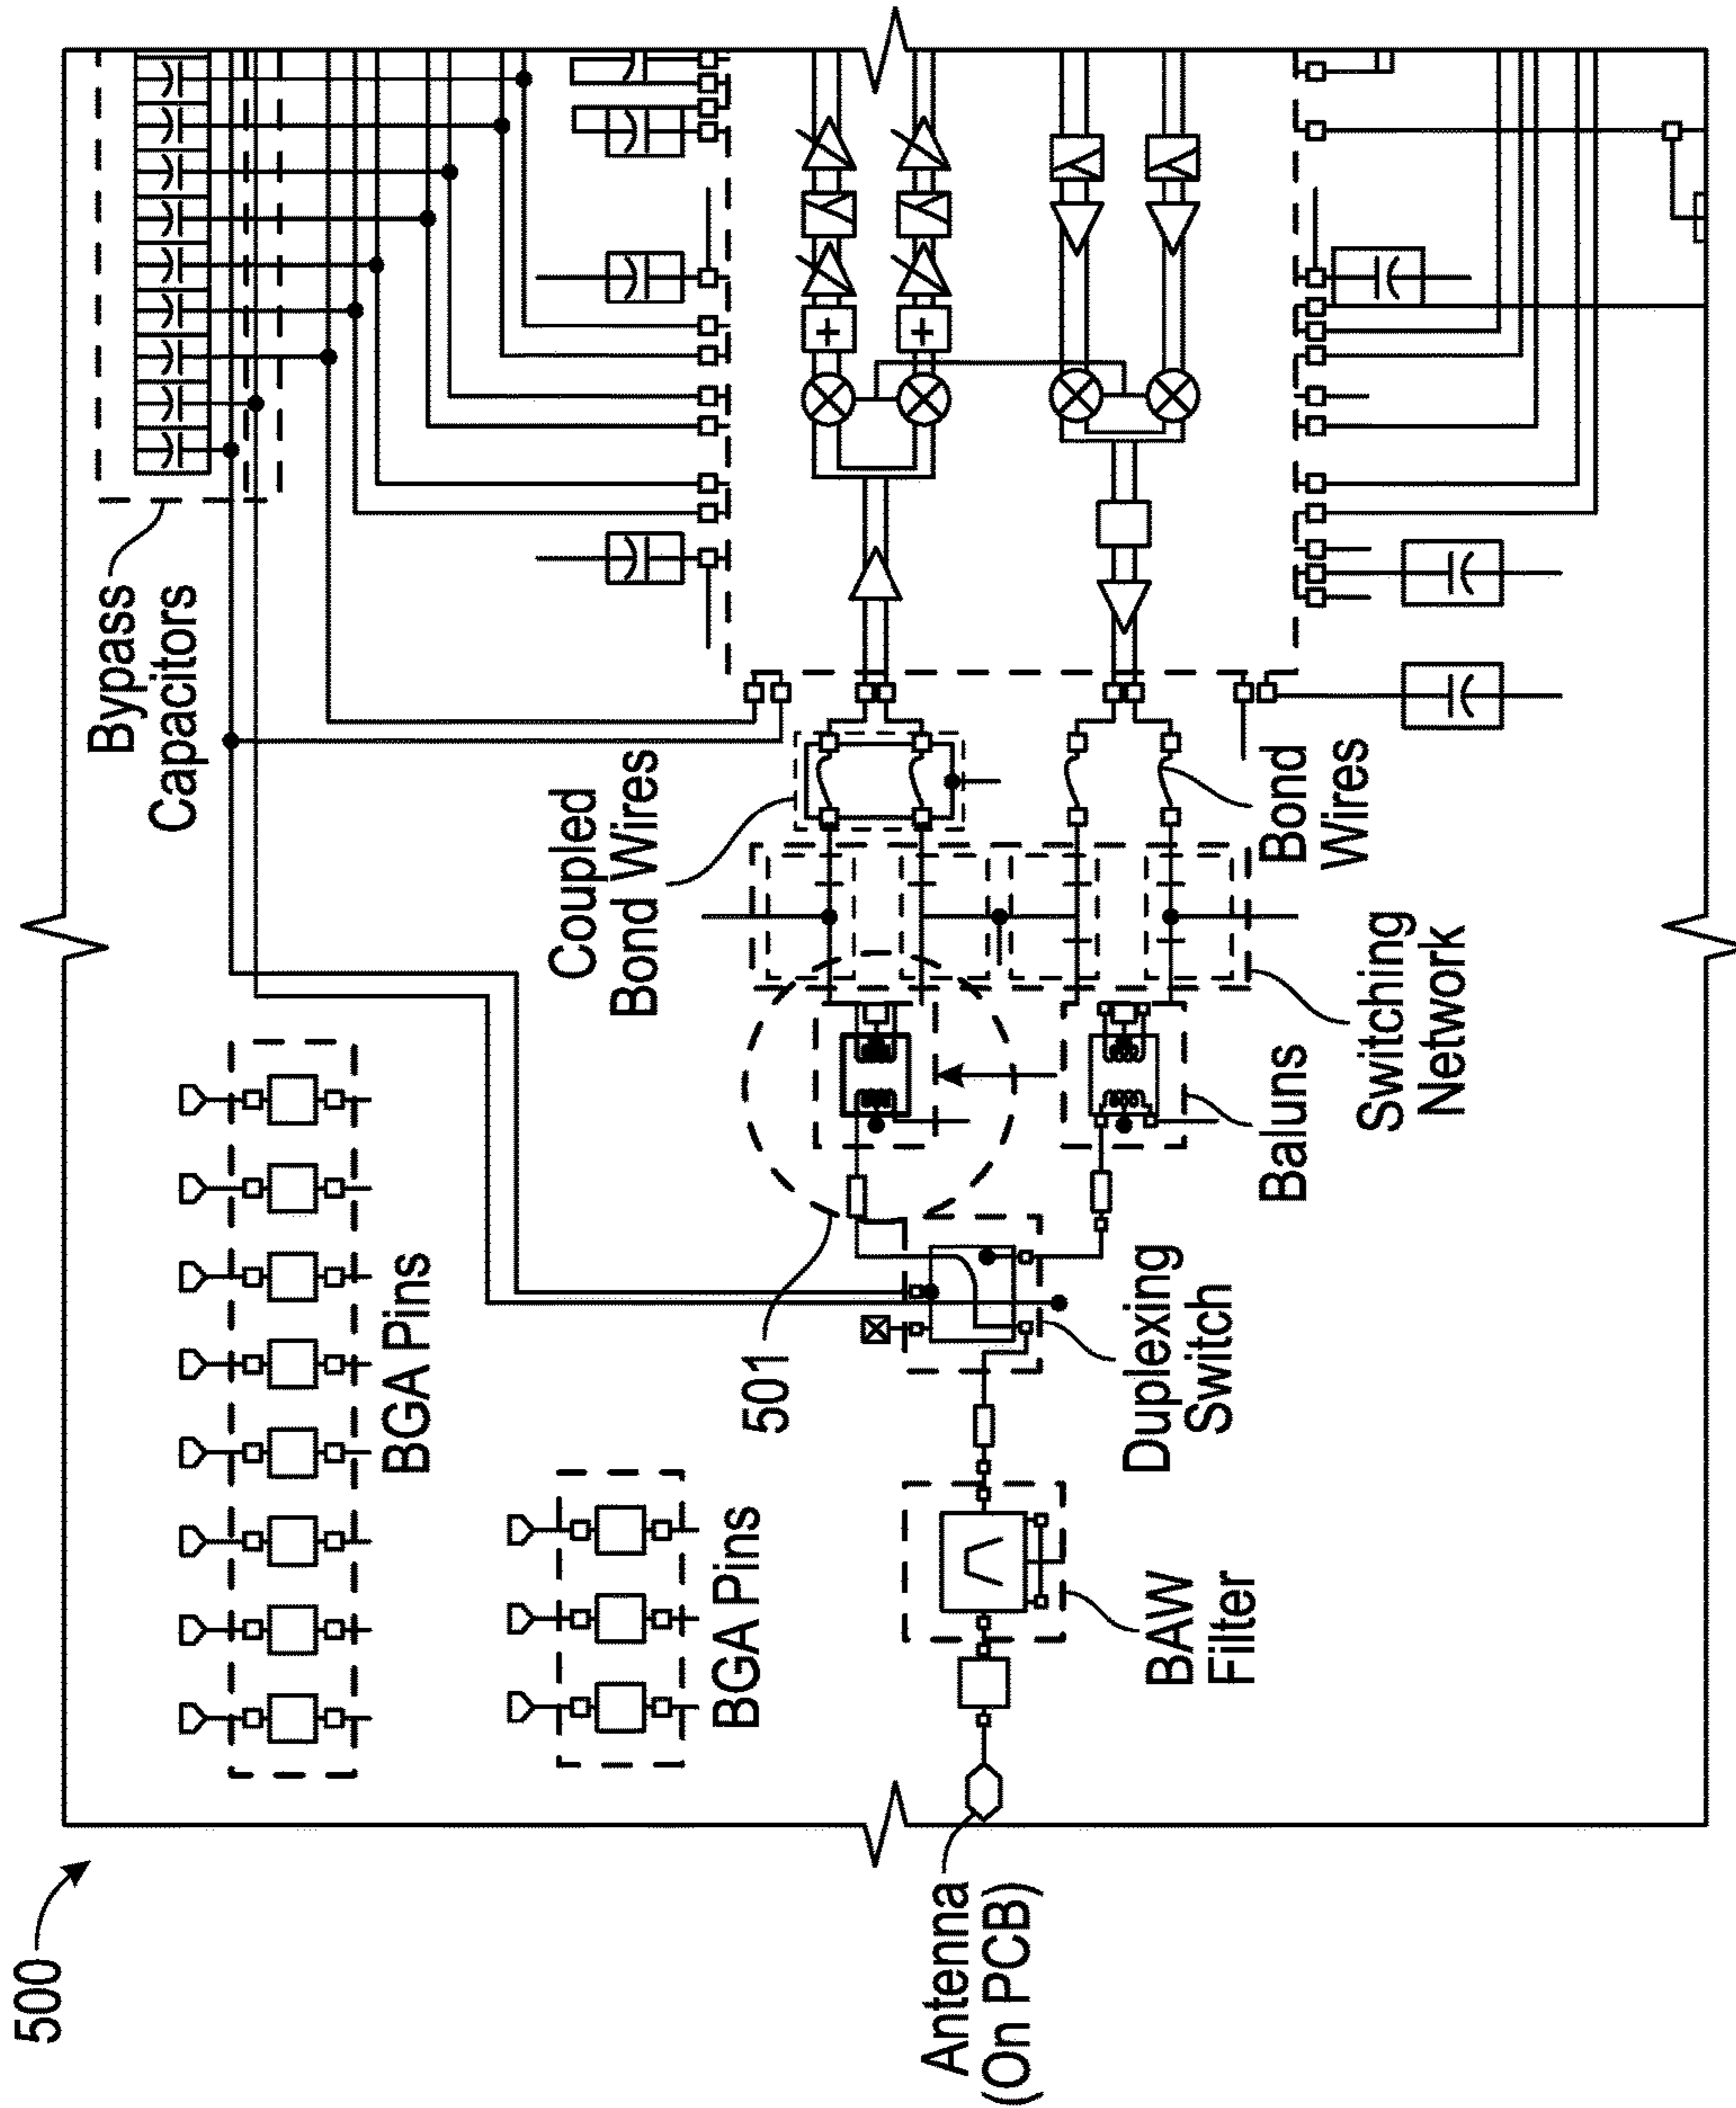 500
Bypass
Capacitors
BGA Pins
BGA Pins
Coupled
Bond Wires
501
Antenna
(On PCB)
BAW
Filter
Duplexing
Switch
Baluns
Switching
Network
Bond
Wires
+
+